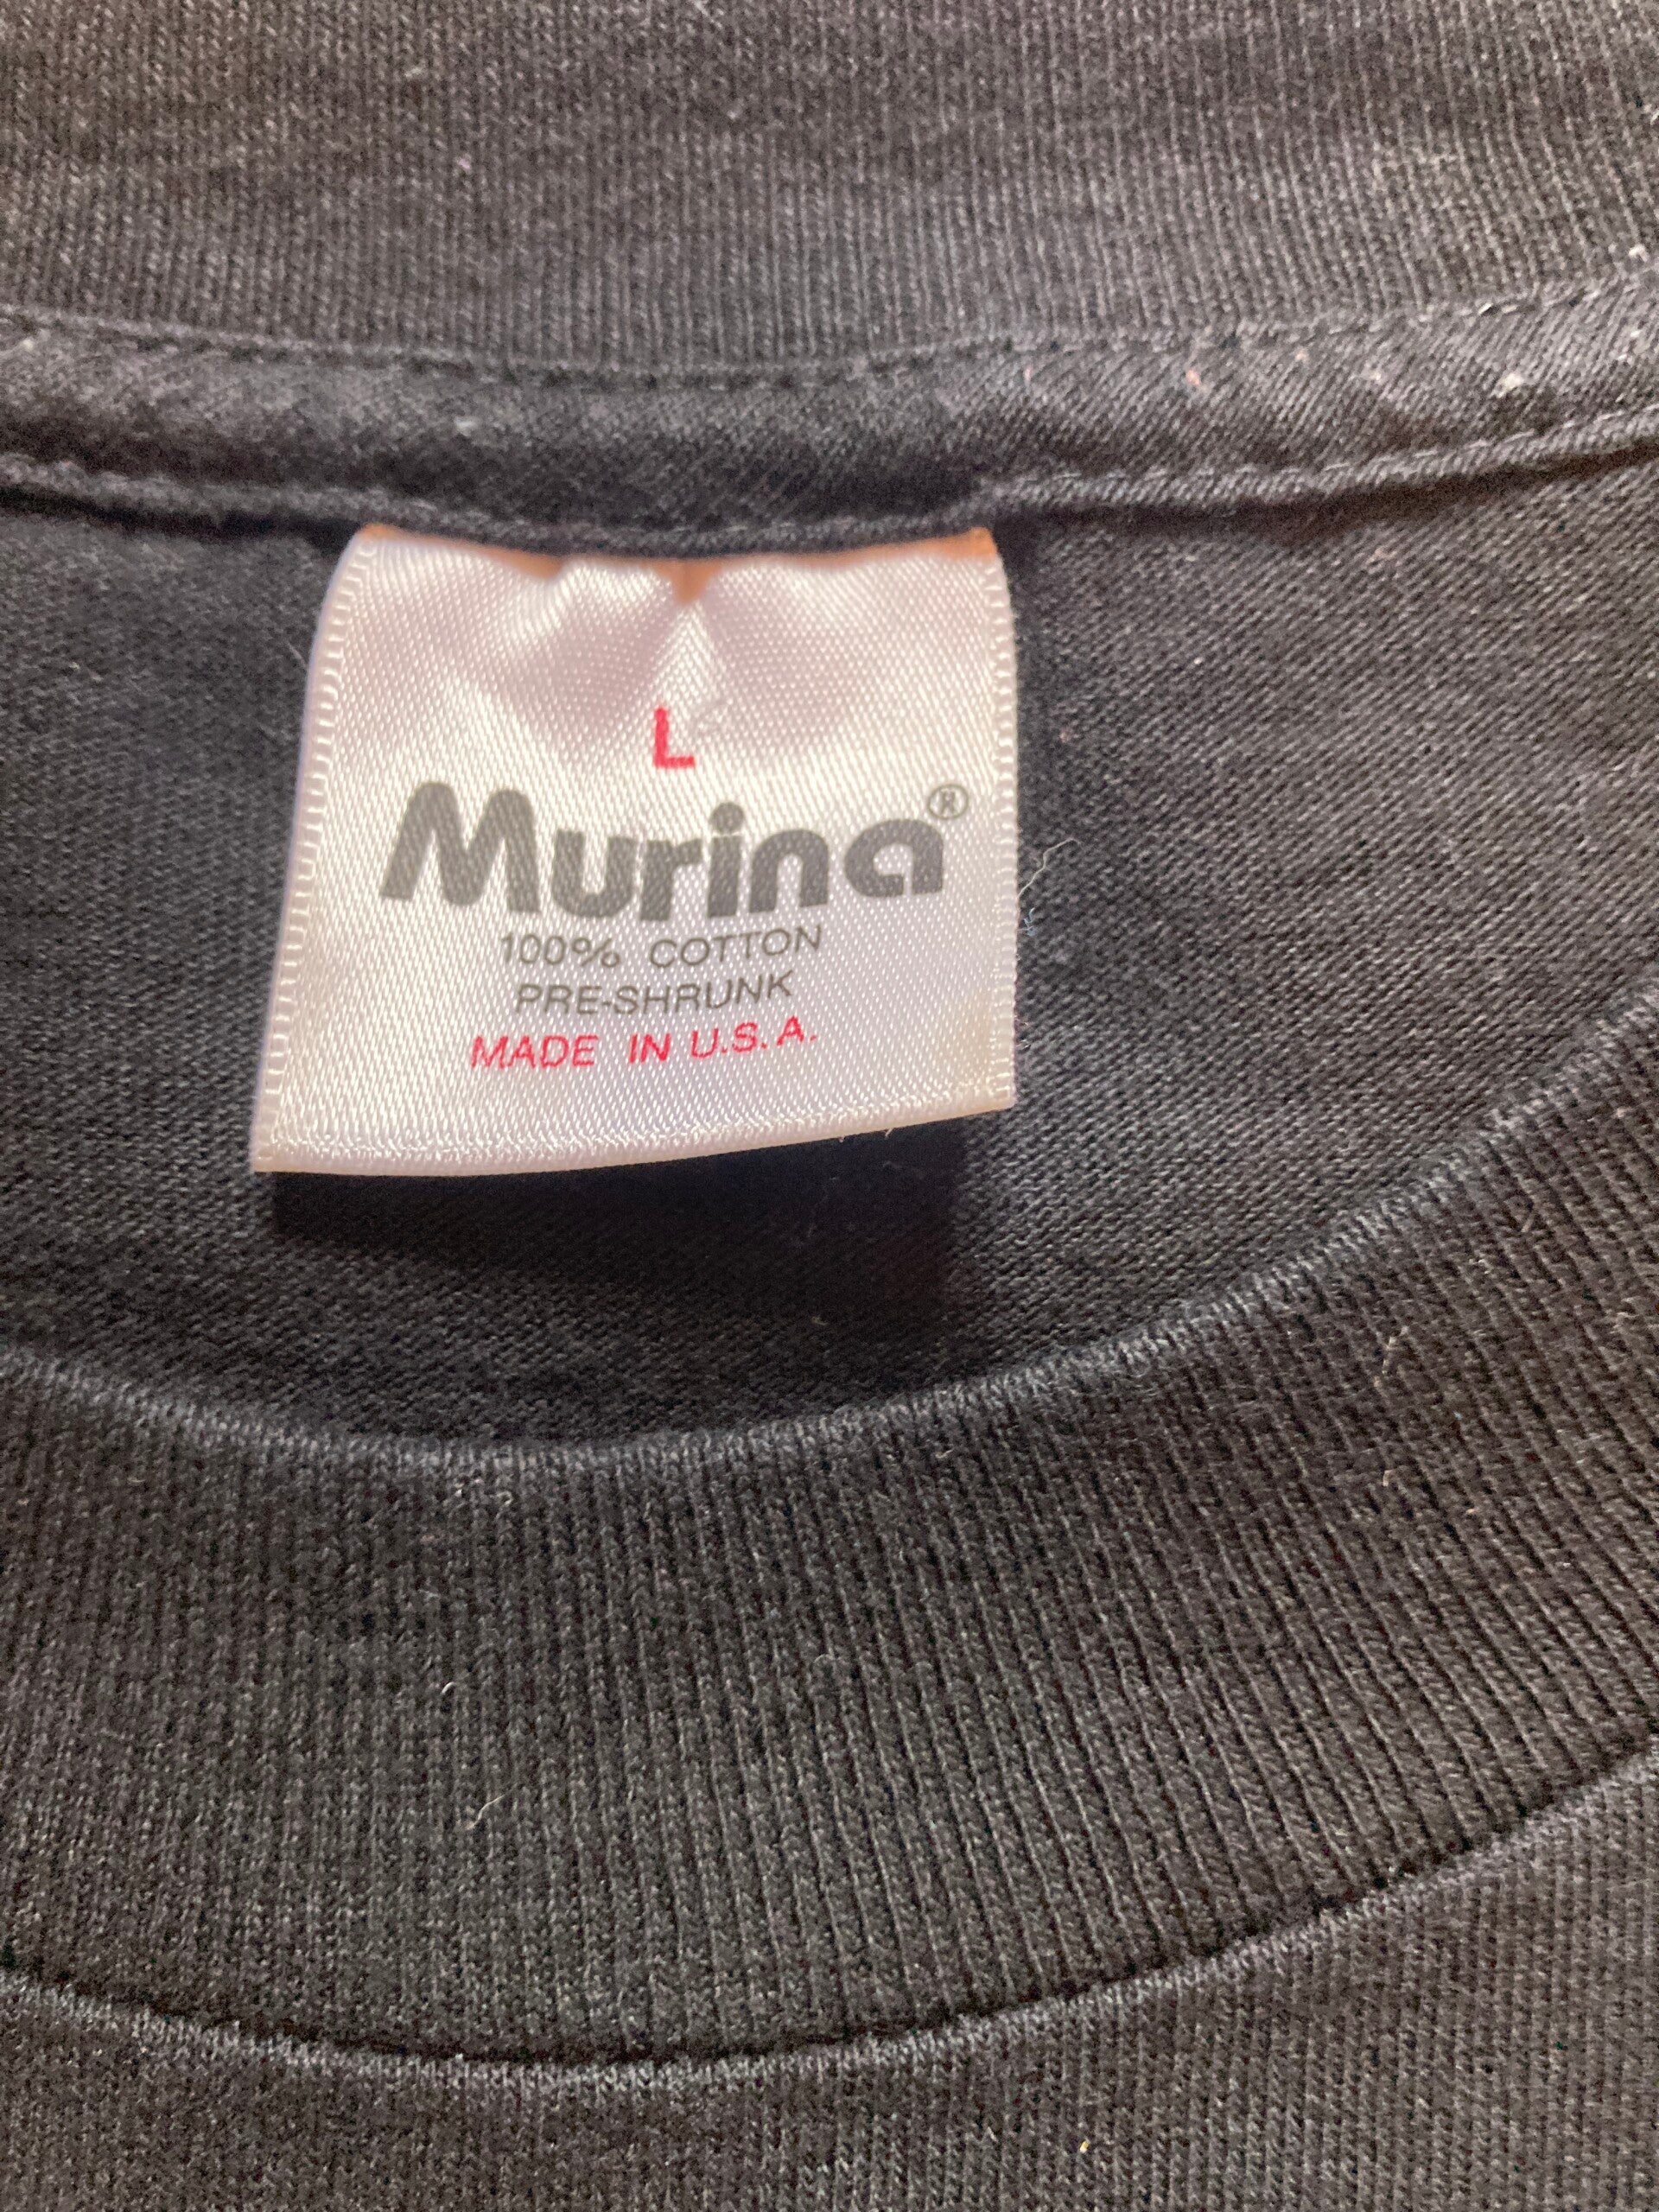 L
Murina®
100% COTTON
PRE-SHRUNK
MADE IN U.S.A.